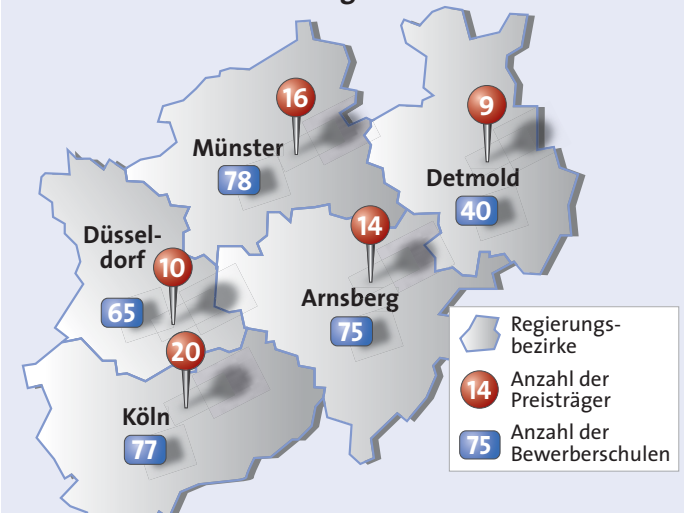 16
Münster
78
9
Detmold
40
Düssel-
dorf
10
65
14
Arnsberg
75
20
Köln
77
Regierungs-
bezirke
14
Anzahl der
Preisträger
75
Anzahl der
Bewerberschulen